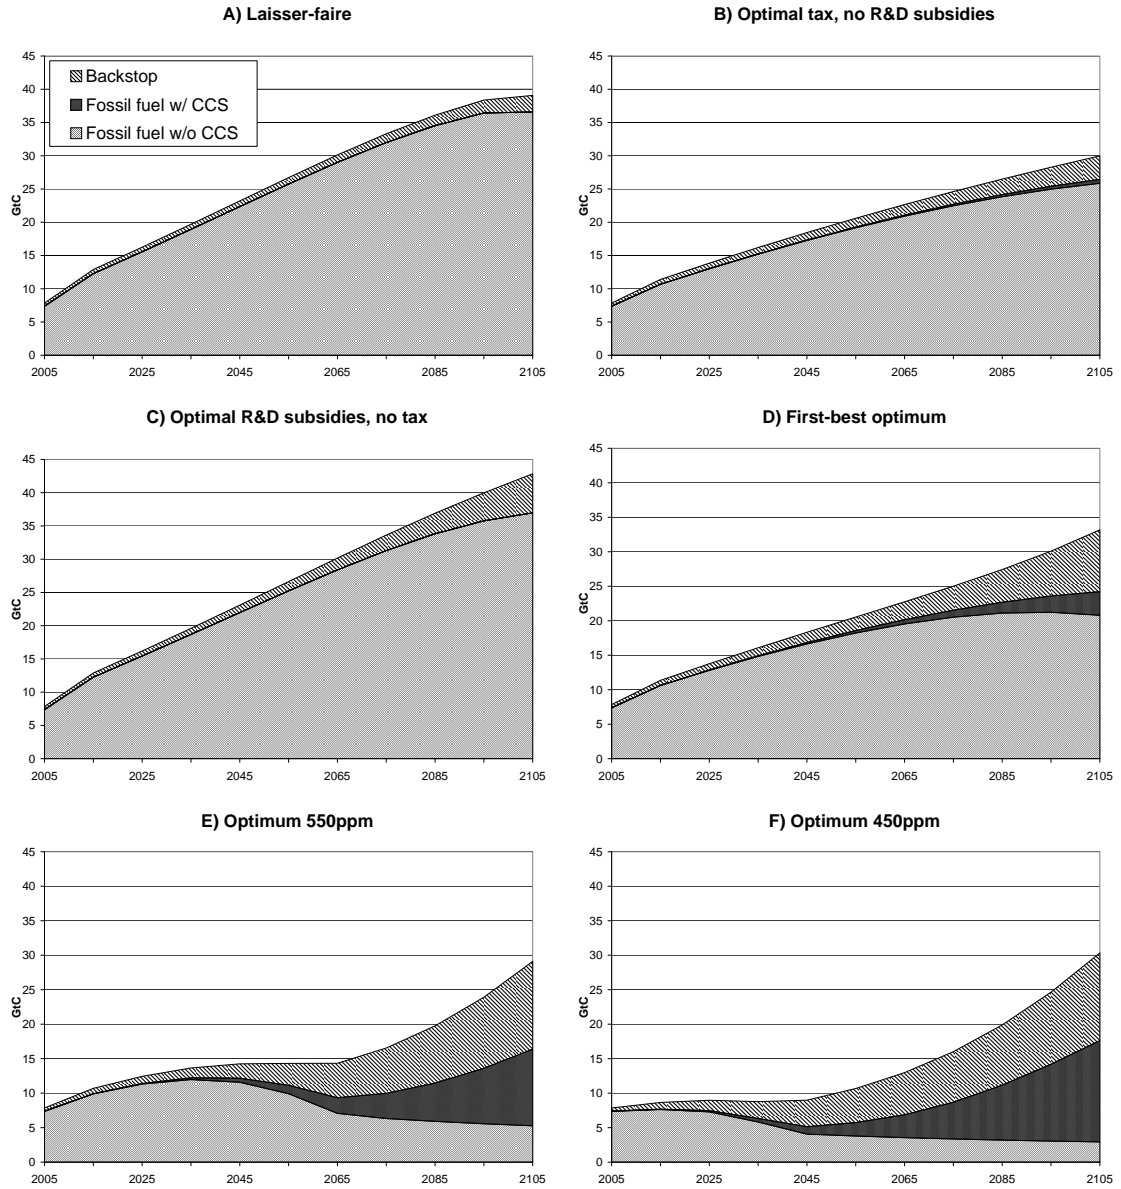 A) Laisser-faire
45
40
35
30
25
20
15
10
5
0
GtC
Backstop
Fossil fuel w/ CCS
Fossil fuel w/o CCS
2005 2025 2045 2065 2085 2105
B) Optimal tax, no R&D subsidies
45
40
35
30
25
20
15
10
5
0
GtC
2005 2025 2045 2065 2085 2105
C) Optimal R&D subsidies, no tax
45
40
35
30
25
20
15
10
5
0
GtC
2005 2025 2045 2065 2085 2105
D) First-best optimum
45
40
35
30
25
20
15
10
5
0
GtC
2005 2025 2045 2065 2085 2105
E) Optimum 550ppm
45
40
35
30
25
20
15
10
5
0
GtC
2005 2025 2045 2065 2085 2105
F) Optimum 450ppm
45
40
35
30
25
20
15
10
5
0
GtC
2005 2025 2045 2065 2085 2105